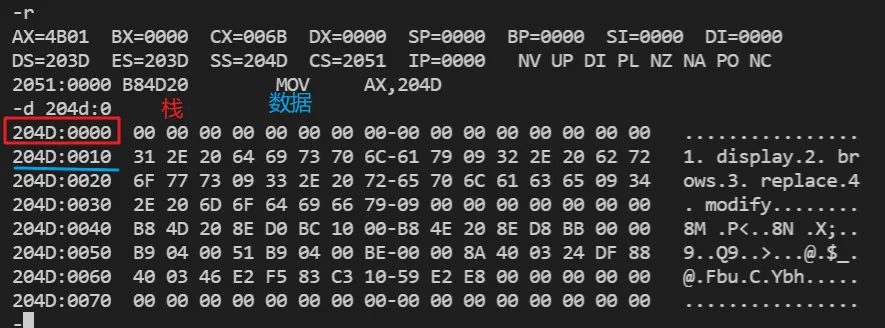 -r
AX=4B01  BX=0000  CX=006B  DX=0000  SP=0000  BP=0000  SI=0000  DI=0000
DS=203D  ES=203D  SS=204D  CS=2051  IP=0000   NV UP DI PL NZ NA PO NC
2051:0000 B84D20        MOV     AX,204D
-d 204d:0    栈    数据
204D:0000  00 00 00 00 00 00 00 00-00 00 00 00 00 00 00 00   ................
204D:0010  31 2E 20 64 69 73 70 6C-61 79 09 32 2E 20 62 72   1. display.2. br
204D:0020  6F 77 73 09 33 2E 20 72-65 70 6C 61 63 65 09 34   ows.3. replace.4
204D:0030  2E 20 6D 6F 64 69 66 79-09 00 00 00 00 00 00 00   . modify........
204D:0040  B8 4D 20 8E D0 BC 10 00-B8 4E 20 8E D8 BB 00 00   8M .P<..8N .X;..
204D:0050  B9 04 00 51 B9 04 00 BE-00 00 8A 40 03 24 DF 88   9..Q9..>...@.$_.
204D:0060  40 03 46 E2 F5 83 C3 10-59 E2 E8 00 00 00 00 00   @.Fbu.C.Ybh.....
204D:0070  00 00 00 00 00 00 00 00-00 00 00 00 00 00 00 00   ................
-